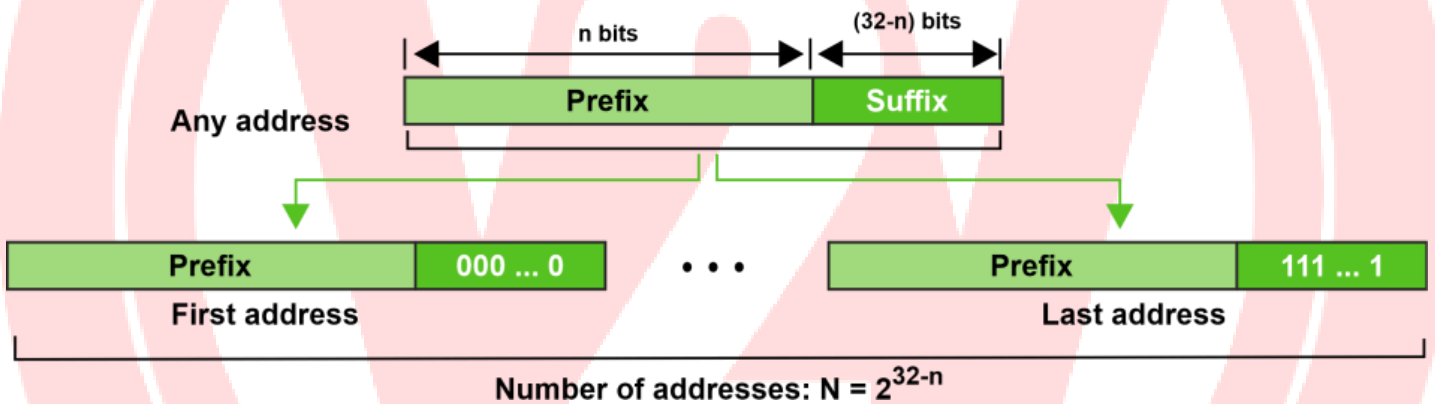 n bits
(32-n) bits
Prefix
Suffix
Any address
Prefix
000 ... 0
• • •
Prefix
111 ... 1
First address
Last address
Number of addresses: N = 2^32-n